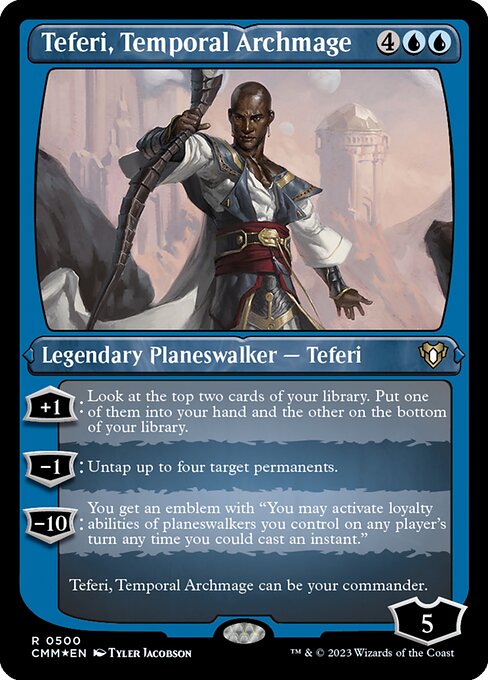 Teferi, Temporal Archmage 4
Legendary Planeswalker — Teferi
+1 : Look at the top two cards of your library. Put one
of them into your hand and the other on the bottom
of your library.
−1 : Untap up to four target permanents.
You get an emblem with “You may activate loyalty
−10 : abilities of planeswalkers you control on any player’s
turn any time you could cast an instant.”
Teferi, Temporal Archmage can be your commander.
5
R 0500
CMM★EN Tyler Jacobson
™ & © 2023 Wizards of the Coast